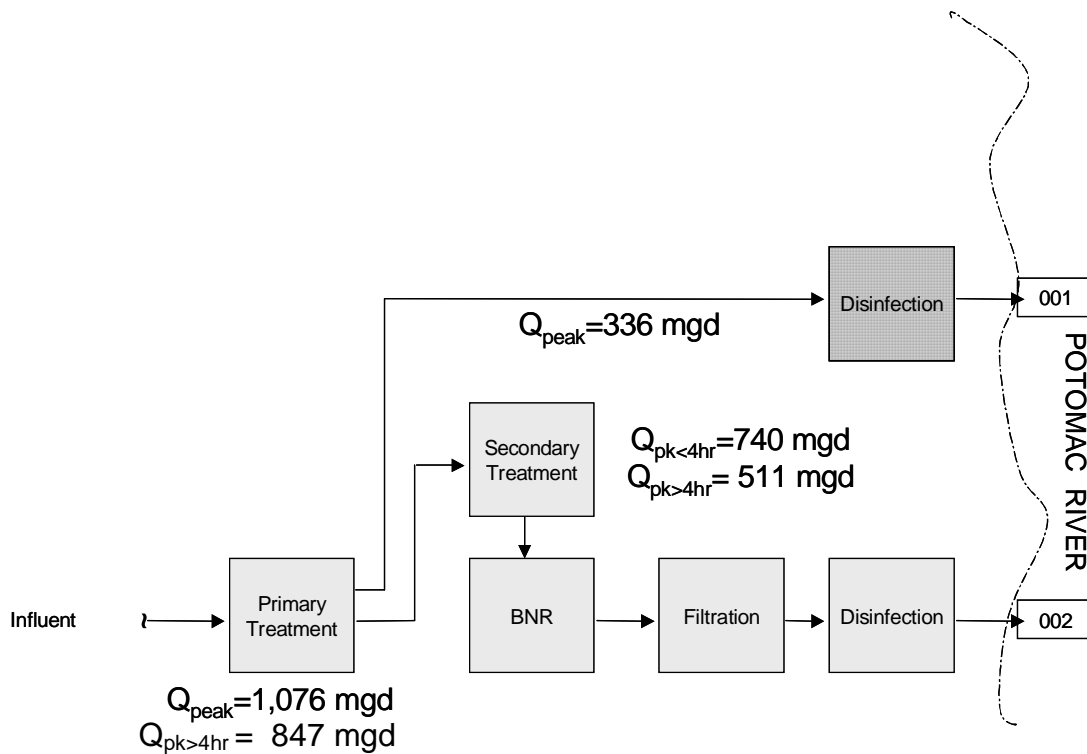 Disinfection
001
Q_peak=336 mgd
POTOMAC RIVER
Secondary
Treatment
Q_pk<4hr=740 mgd
Q_pk>4hr= 511 mgd
Influent
~
Primary
Treatment
BNR
Filtration
Disinfection
002
Q_peak=1,076 mgd
Q_pk>4hr = 847 mgd